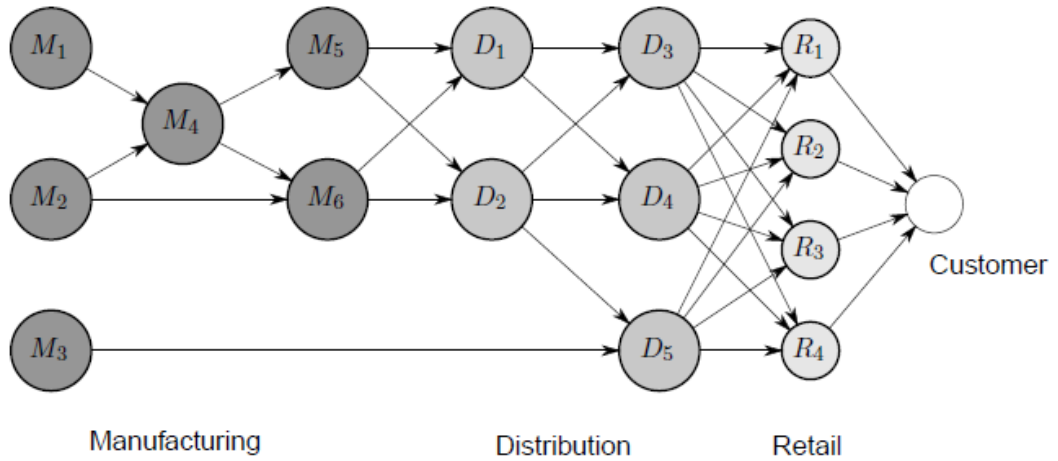 M1 M5 D1 D3 R1
M4
R2
M2 M6 D2 D4
R3
Customer
M3 D5 R4
Manufacturing Distribution Retail